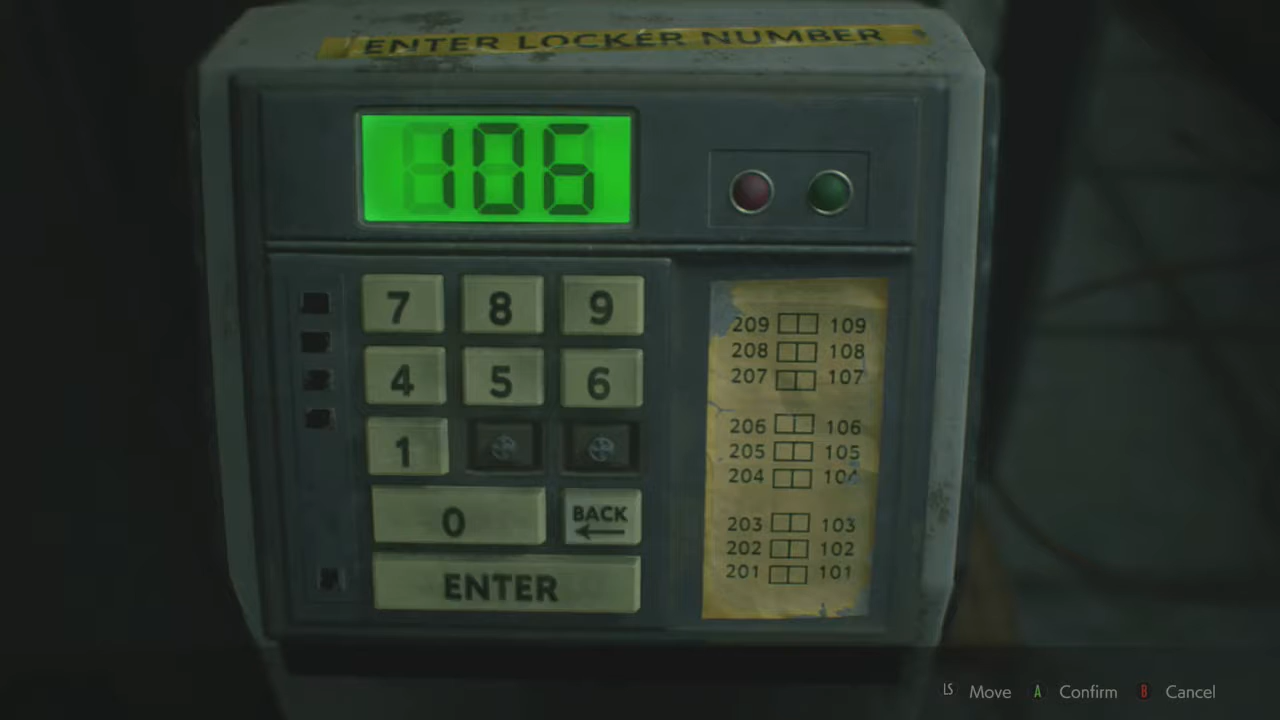 ENTER LOCKER NUMBER
106
7 8 9
4 5 6
1
0 BACK
ENTER
209 109
208 108
207 107
206 106
205 105
204 104
203 103
202 102
201 101
LS Move A Confirm B Cancel